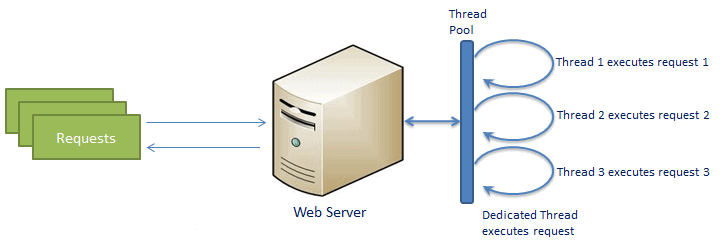 Thread
Pool
Thread 1 executes request 1
Requests
Thread 2 executes request 2
Thread 3 executes request 3
Web Server
Dedicated Thread
executes request